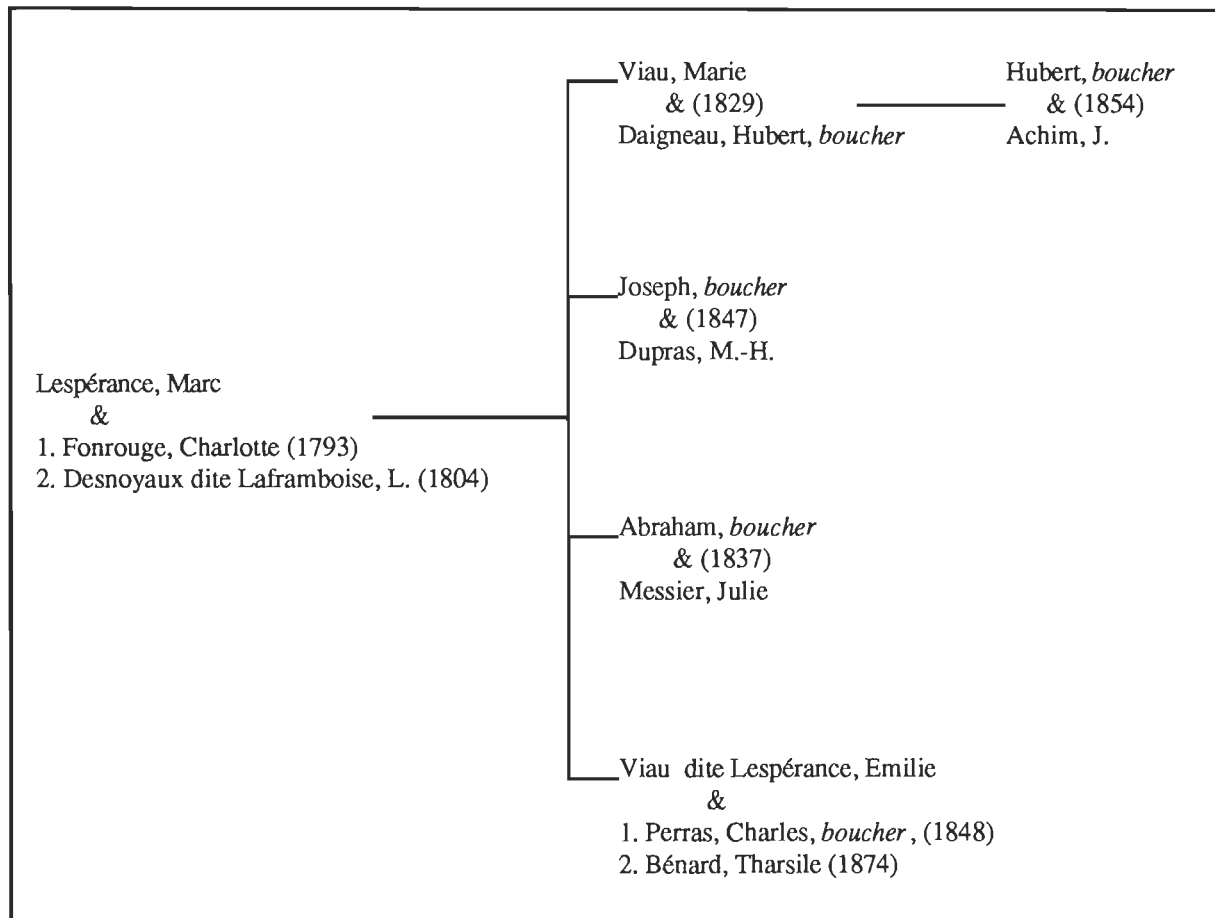 Viau, Marie
& (1829)
Daigneau, Hubert, boucher
Hubert, boucher
& (1854)
Achim, J.
Joseph, boucher
& (1847)
Dupras, M.-H.
Lespérance, Marc
&
1. Fonrouge, Charlotte (1793)
2. Desnoyaux dite Laframboise, L. (1804)
Abraham, boucher
& (1837)
Messier, Julie
Viau dite Lespérance, Emilie
&
1. Perras, Charles, boucher, (1848)
2. Bénard, Tharsile (1874)